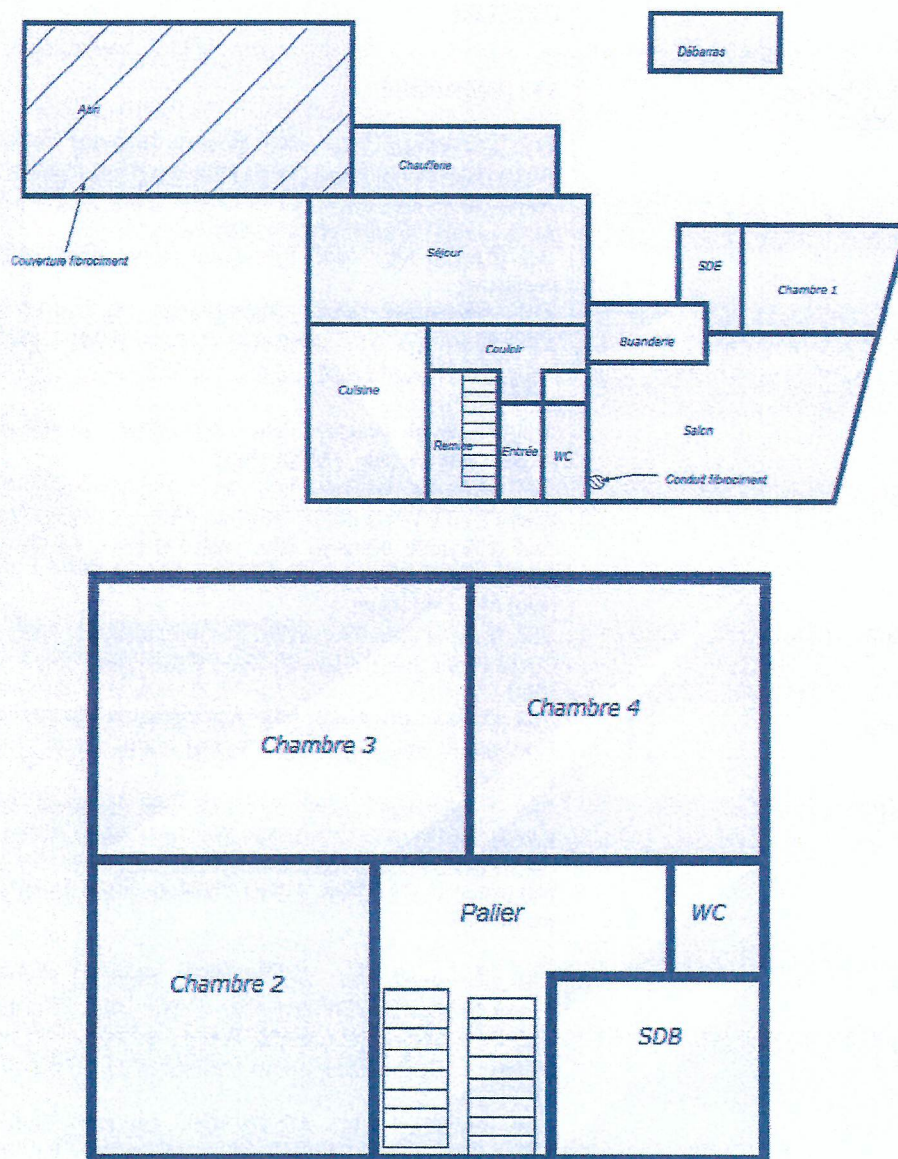 Débarras
Abri
Chaufferie
Couverture fibrociment
Séjour
SDE
Chambre 1
Buanderie
Couloir
Cuisine
Salon
Remise
Entrée
WC
Conduit fibrociment
Chambre 4
Chambre 3
Palier
WC
Chambre 2
SDB